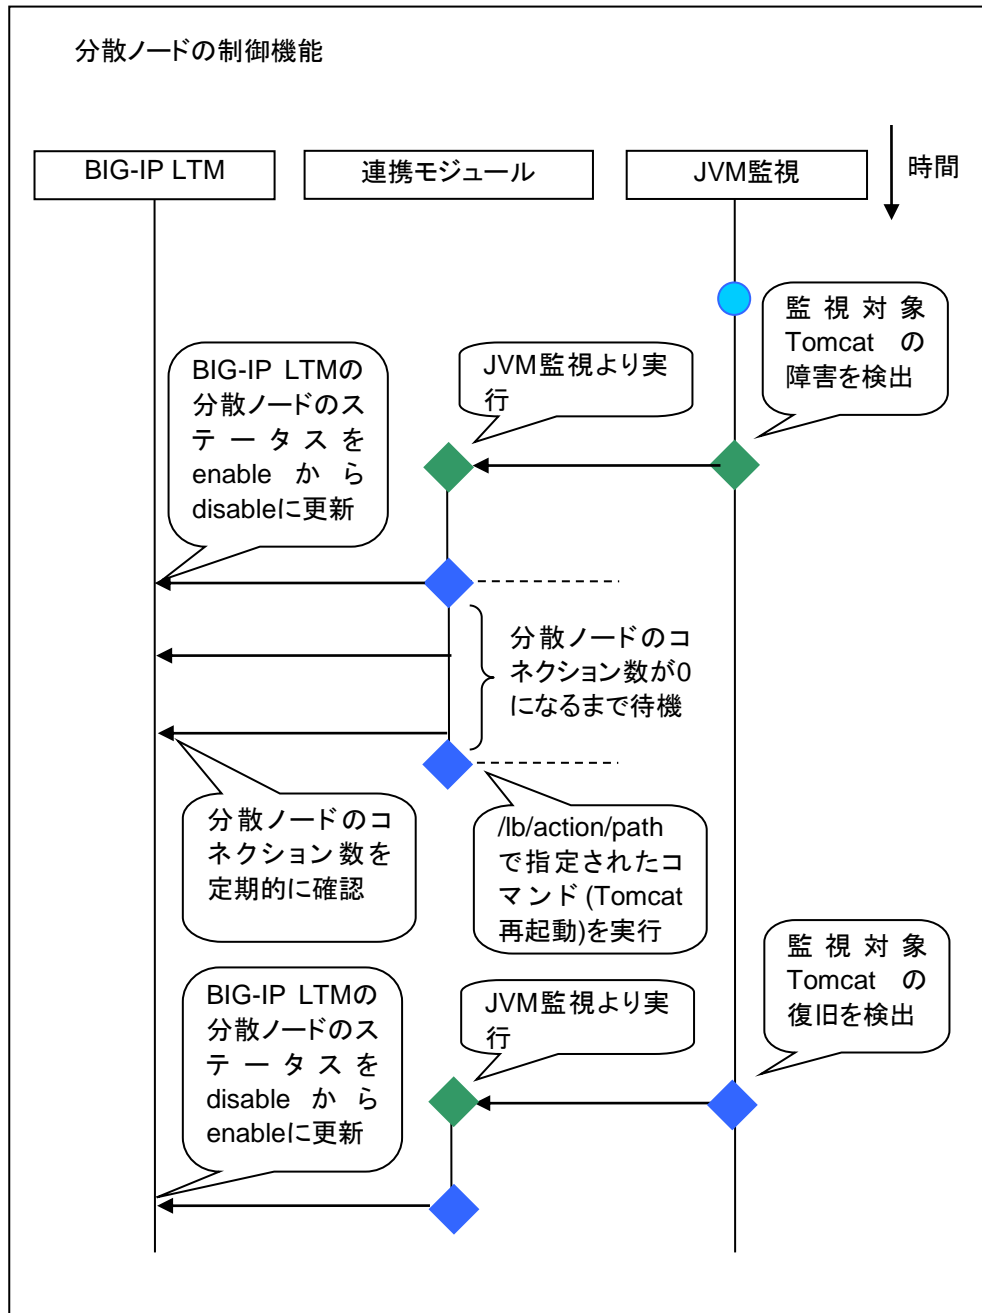 分散ノードの制御機能
BIG-IP LTM
連携モジュール
JVM監視
時間
監視対象
Tomcat の
障害を検出
JVM監視より実
行
BIG-IP LTMの
分散ノードのス
テータスを
enable から
disableに更新
分散ノードのコ
ネクション数が0
になるまで待機
分散ノードのコ
ネクション数を
定期的に確認
/lb/action/path
で指定されたコ
マンド(Tomcat
再起動)を実行
監視対象
Tomcat の
復旧を検出
JVM監視より実
行
BIG-IP LTMの
分散ノードのス
テータスを
disable から
enableに更新